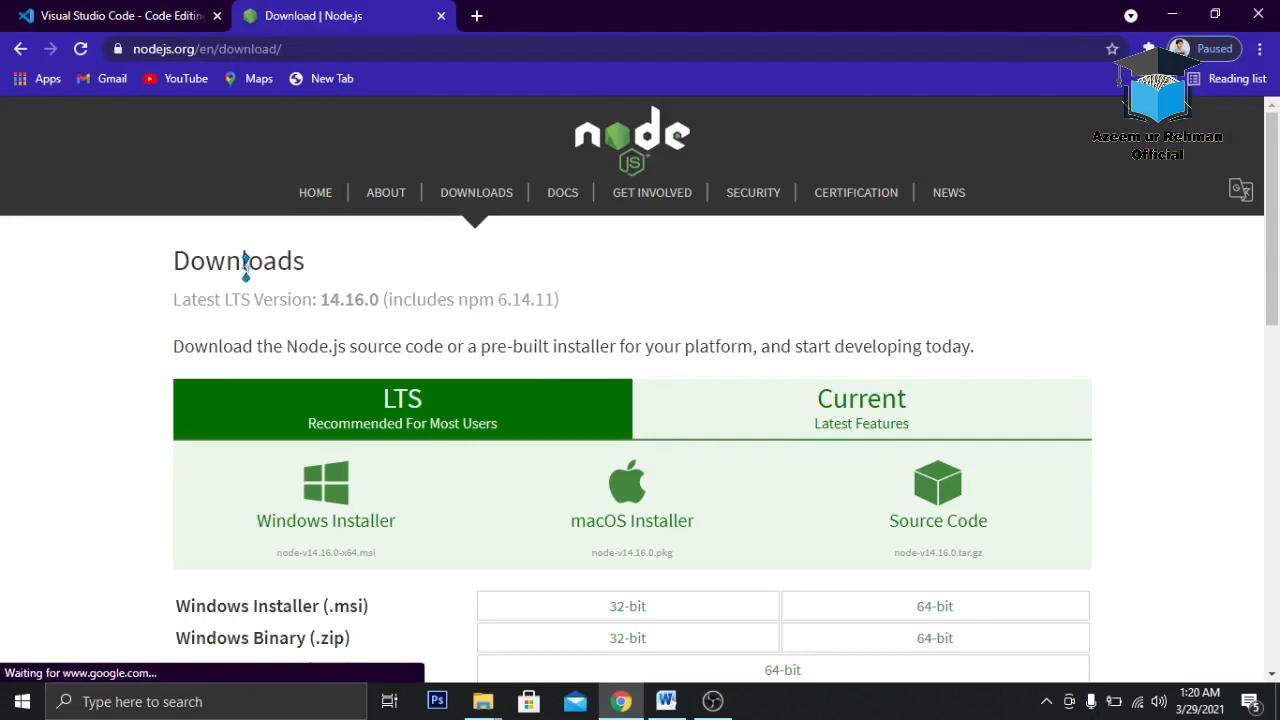 Visual Studio Code - Code Editing
Download | Node.js
nodejs.org/en/download/
Paused
Apps
Gmail
YouTube
Maps
New Tab
Reading list
node
JS
Azeem ur Rehman
Official
HOME
ABOUT
DOWNLOADS
DOCS
GET INVOLVED
SECURITY
CERTIFICATION
NEWS
Downloads
Latest LTS Version: 14.16.0 (includes npm 6.14.11)
Download the Node.js source code or a pre-built installer for your platform, and start developing today.
LTS
Recommended For Most Users
Current
Latest Features
Windows Installer
node-v14.16.0-x64.msi
macOS Installer
node-v14.16.0.pkg
Source Code
node-v14.16.0.tar.gz
Windows Installer (.msi)
32-bit
64-bit
Windows Binary (.zip)
32-bit
64-bit
64-bit
Waiting for www.google.com...
Type here to search
Ps
W
1:20 AM
3/29/2021
5